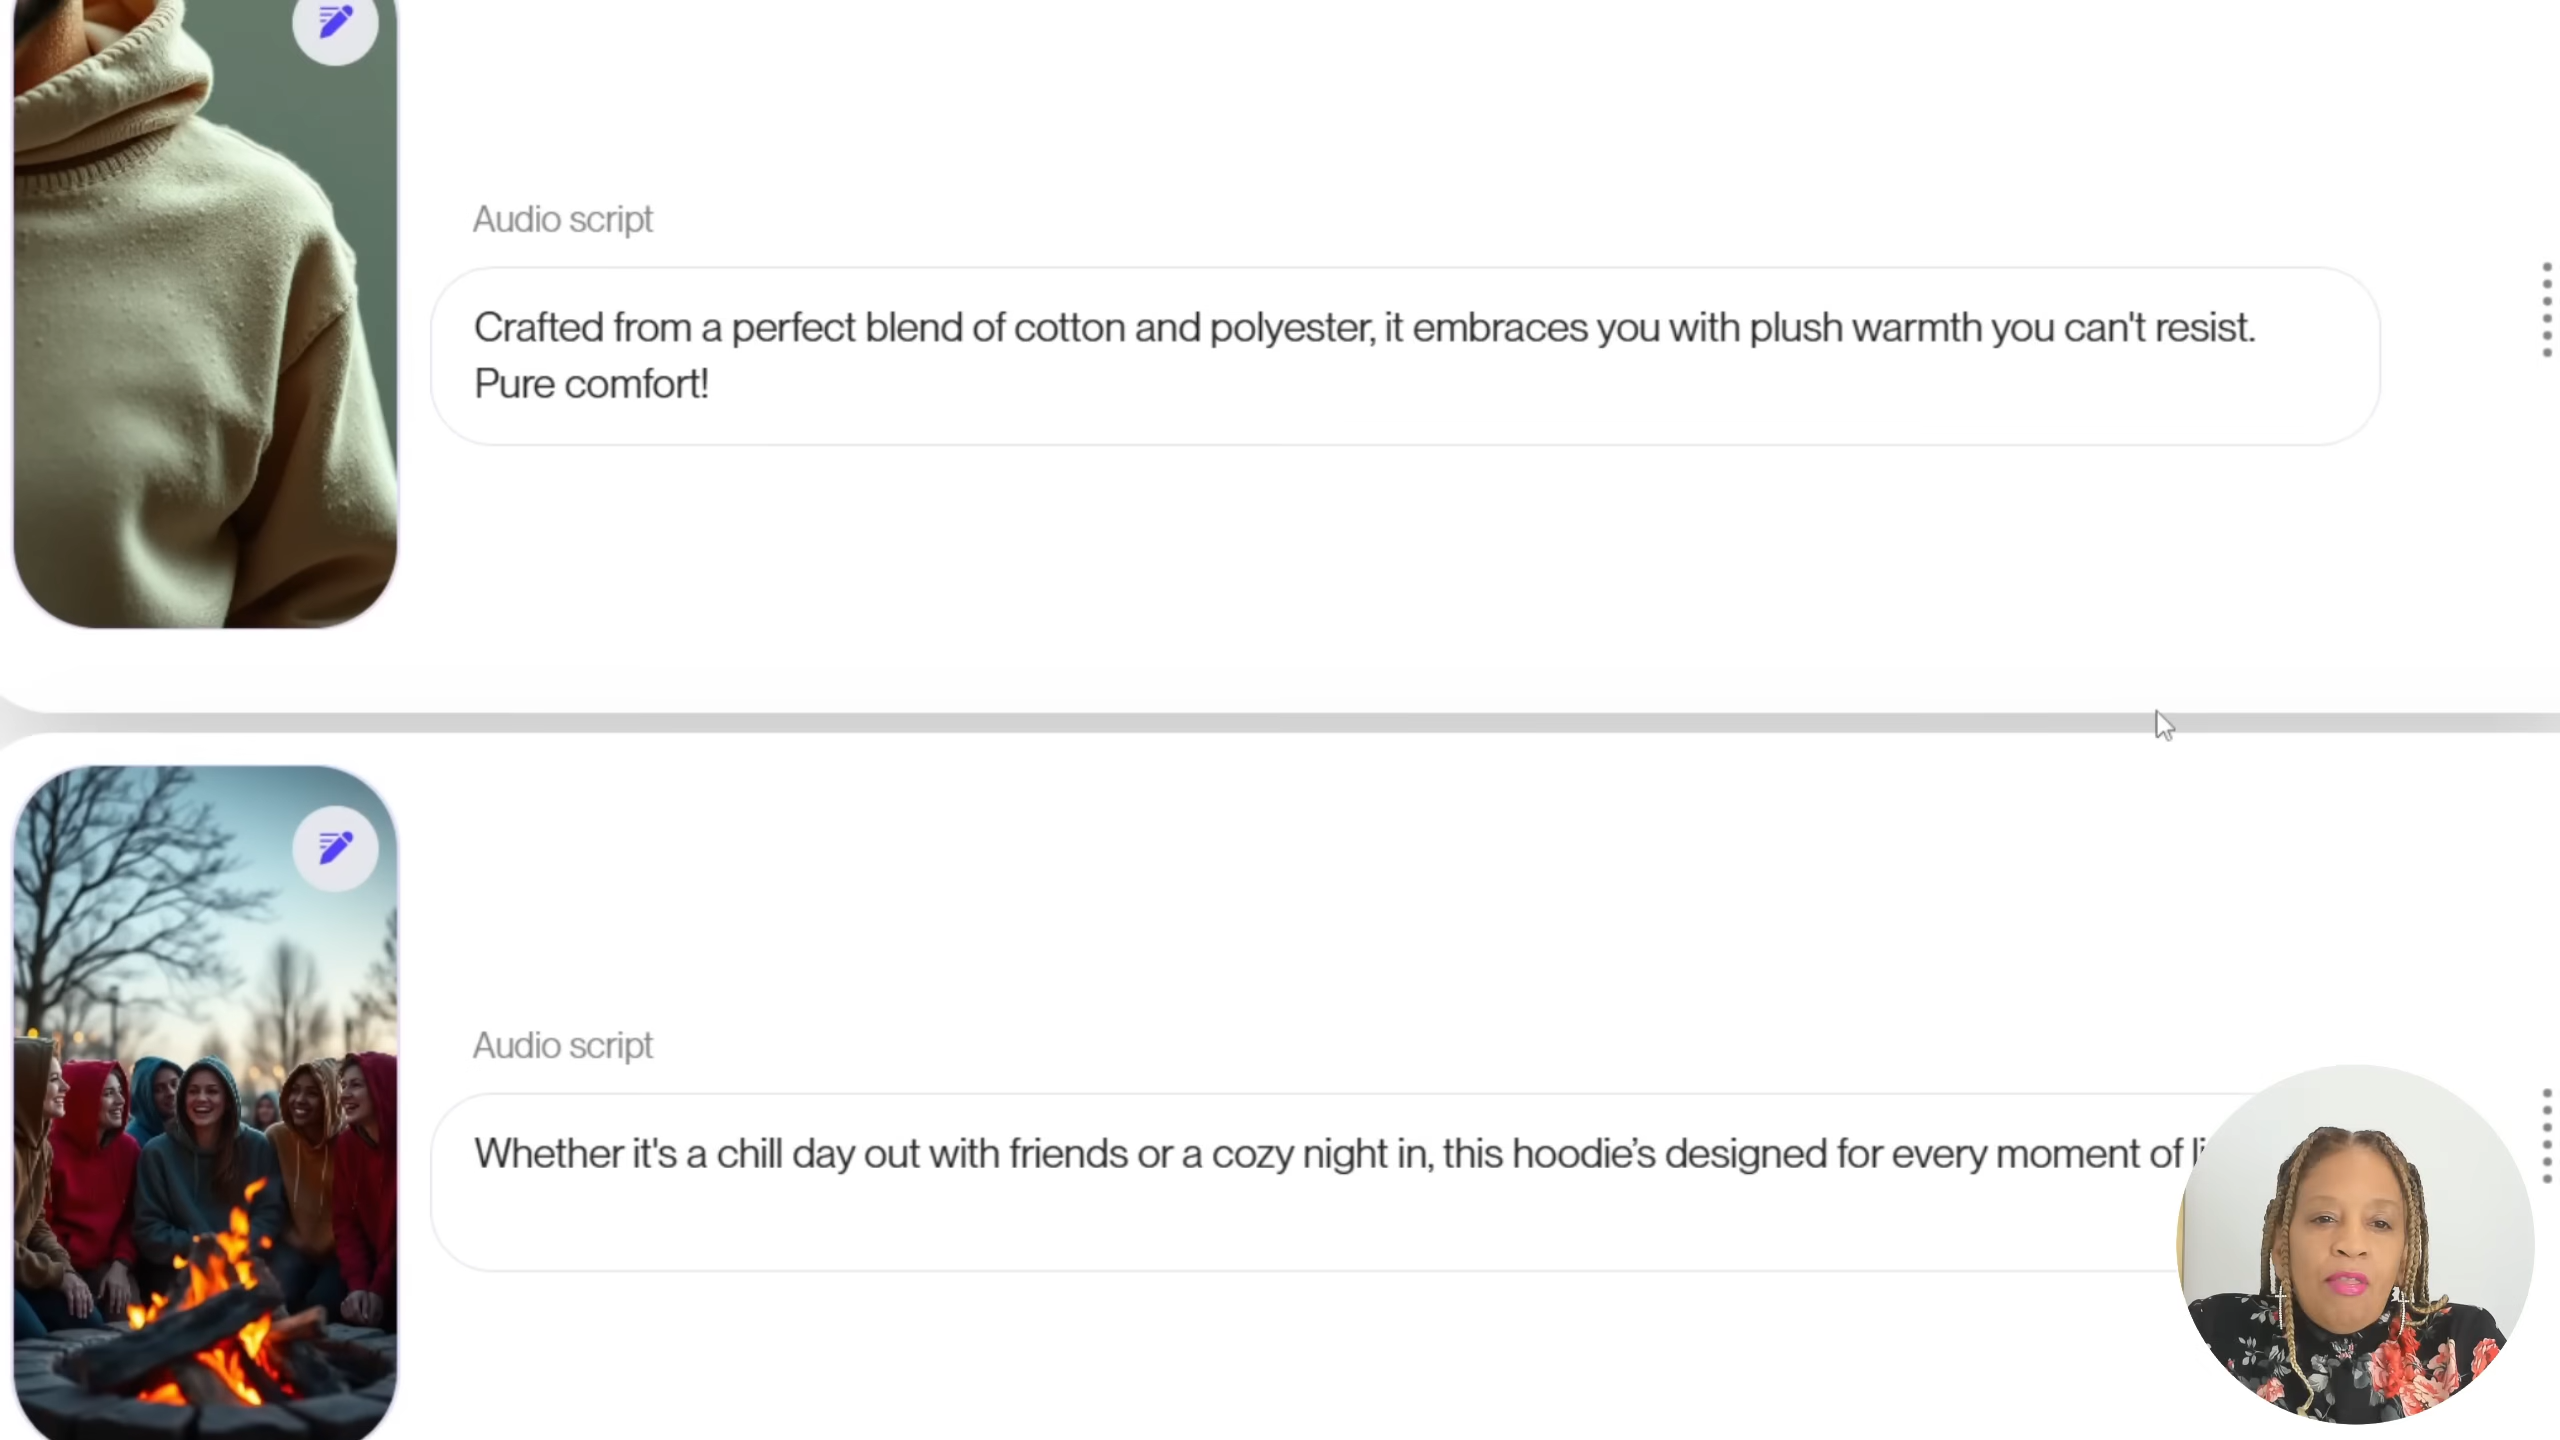 Audio script
Crafted from a perfect blend of cotton and polyester, it embraces you with plush warmth you can't resist.
Pure comfort!
Audio script
Whether it's a chill day out with friends or a cozy night in, this hoodie’s designed for every moment of